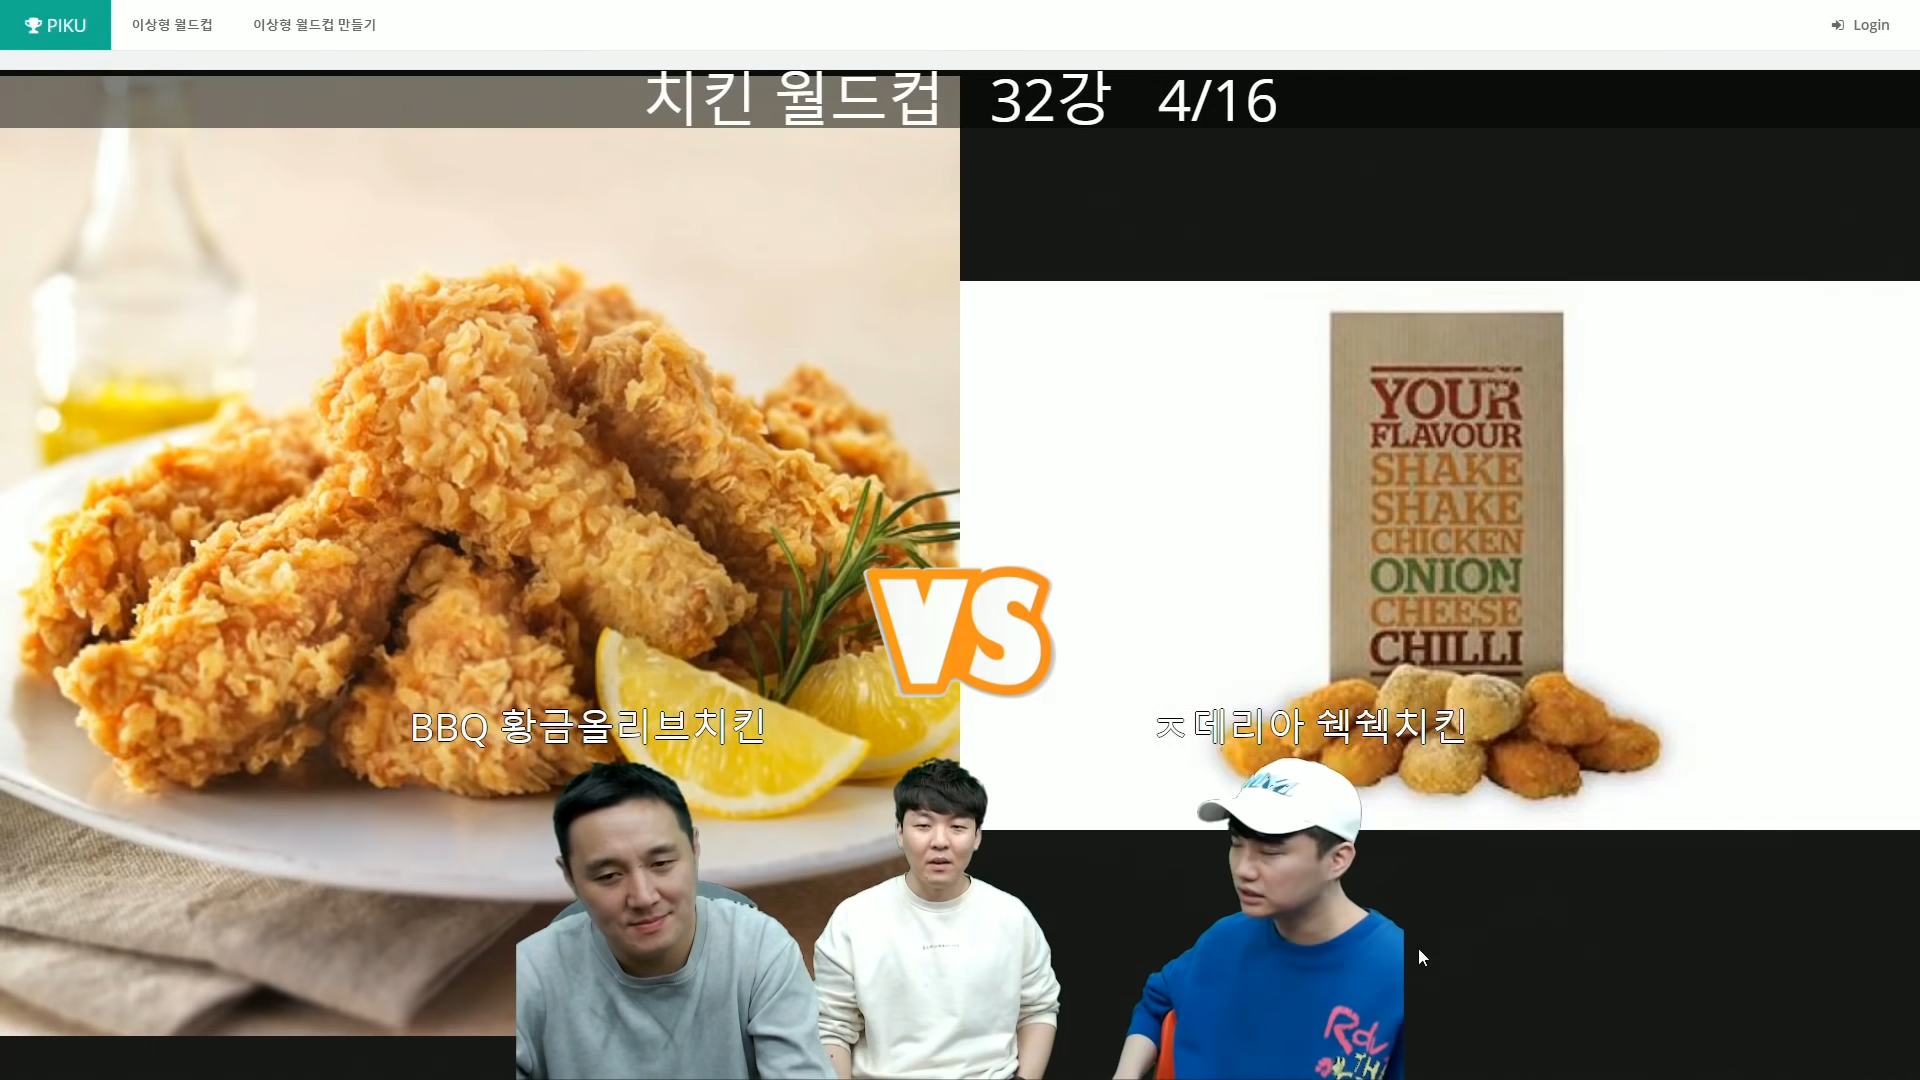 PIKU
이상형 월드컵
이상형 월드컵 만들기
Login
치킨 월드컵 32강 4/16
YOUR
FLAVOUR
SHAKE
SHAKE
CHICKEN
ONION
CHEESE
CHILLI
VS
BBQ 황금올리브치킨
ㅈ데리아 쉑쉑치킨
Rdv